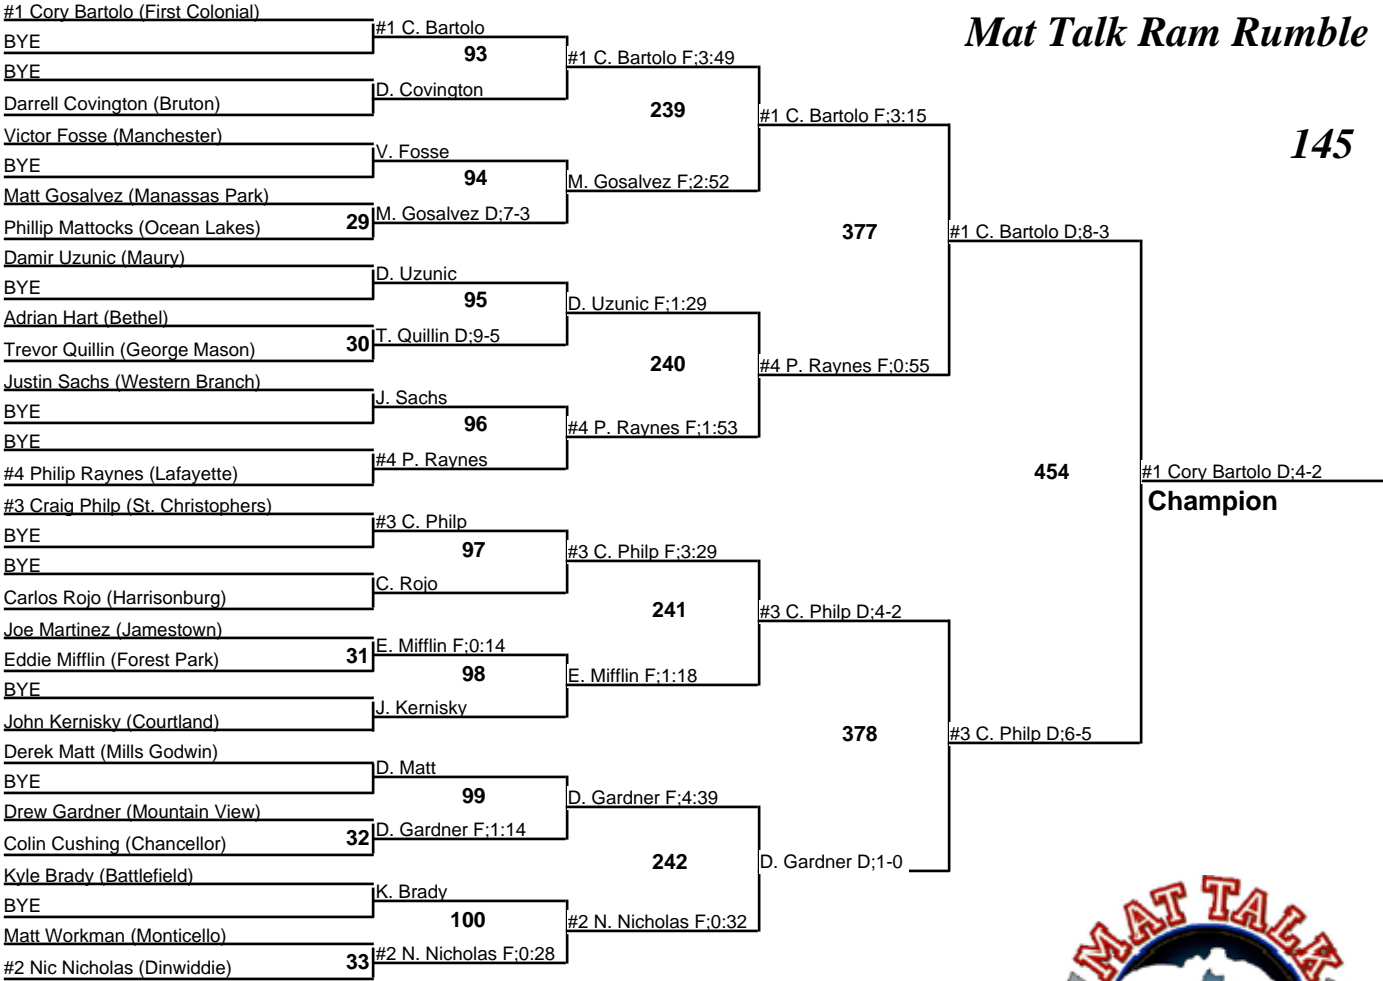 #1 Cory Bartolo (First Colonial)
BYE
BYE
Darrell Covington (Bruton)
Victor Fosse (Manchester)
BYE
Matt Gosalvez (Manassas Park)
Phillip Mattocks (Ocean Lakes)
Damir Uzunic (Maury)
BYE
Adrian Hart (Bethel)
Trevor Quillin (George Mason)
Justin Sachs (Western Branch)
BYE
BYE
#4 Philip Raynes (Lafayette)
#3 Craig Philp (St. Christophers)
BYE
BYE
Carlos Rojo (Harrisonburg)
Joe Martinez (Jamestown)
Eddie Mifflin (Forest Park)
BYE
John Kernisky (Courtland)
Derek Matt (Mills Godwin)
BYE
Drew Gardner (Mountain View)
Colin Cushing (Chancellor)
Kyle Brady (Battlefield)
BYE
Matt Workman (Monticello)
#2 Nic Nicholas (Dinwiddie)
29
30
31
32
33
#1 C. Bartolo
93
D. Covington
V. Fosse
94
M. Gosalvez D;7-3
D. Uzunic
95
T. Quillin D;9-5
J. Sachs
96
#4 P. Raynes
#3 C. Philp
97
C. Rojo
E. Mifflin F;0:14
98
J. Kernisky
D. Matt
99
D. Gardner F;1:14
K. Brady
100
#2 N. Nicholas F;0:28
#1 C. Bartolo F;3:49
239
M. Gosalvez F;2:52
D. Uzunic F;1:29
240
#4 P. Raynes F;1:53
#3 C. Philp F;3:29
241
E. Mifflin F;1:18
D. Gardner F;4:39
242
#2 N. Nicholas F;0:32
#1 C. Bartolo F;3:15
377
#4 P. Raynes F;0:55
#3 C. Philp D;4-2
378
D. Gardner D;1-0
#1 C. Bartolo D;8-3
454
#3 C. Philp D;6-5
#1 Cory Bartolo D;4-2
Champion
Mat Talk Ram Rumble
145
MAT TALK